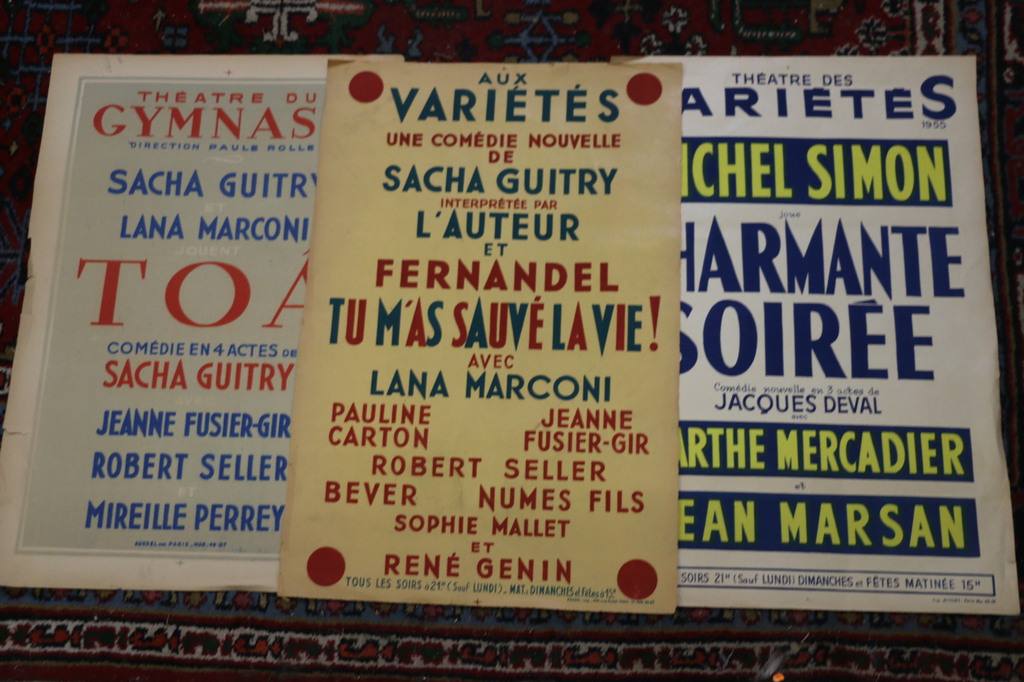 THÉATRE DU
GYMNAS
DIRECTION PAULE ROLLE
SACHA GUITRY
ET
LANA MARCONI
JOUENT
TOÂ
COMÉDIE EN 4 ACTES DE
SACHA GUITRY
AVEC
JEANNE FUSIER-GIR
ROBERT SELLER
ET
MIREILLE PERREY
AUX
VARIÉTÉS
UNE COMÉDIE NOUVELLE
DE
SACHA GUITRY
INTERPRÉTÉE PAR
L'AUTEUR
ET
FERNANDEL
TU M'AS SAUVÉ LA VIE!
AVEC
LANA MARCONI
PAULINE CARTON
JEANNE FUSIER-GIR
ROBERT SELLER
BEVER NUMES FILS
SOPHIE MALLET
ET
RENÉ GENIN
TOUS LES SOIRS à 21H (Sauf LUNDI)_ MAT. DIMANCHES et Fêtes à 15H
THÉATRE DES
ARIÉTÉS
1955
ICHEL SIMON
joue
HARMANTE
SOIRÉE
Comédie nouvelle en 3 actes de
JACQUES DEVAL
avec
ARTHE MERCADIER
et
EAN MARSAN
SOIRS 21H (Sauf LUNDI) DIMANCHES et FÊTES MATINÉE 15H